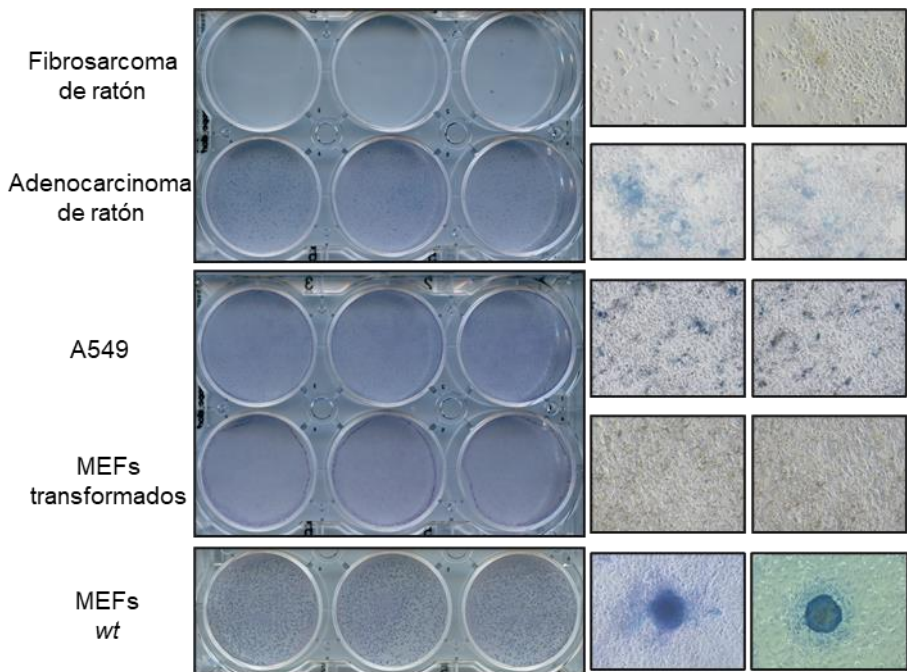 Fibrosarcoma
de ratón
Adenocarcinoma
de ratón
A549
MEFs
transformados
MEFs
wt